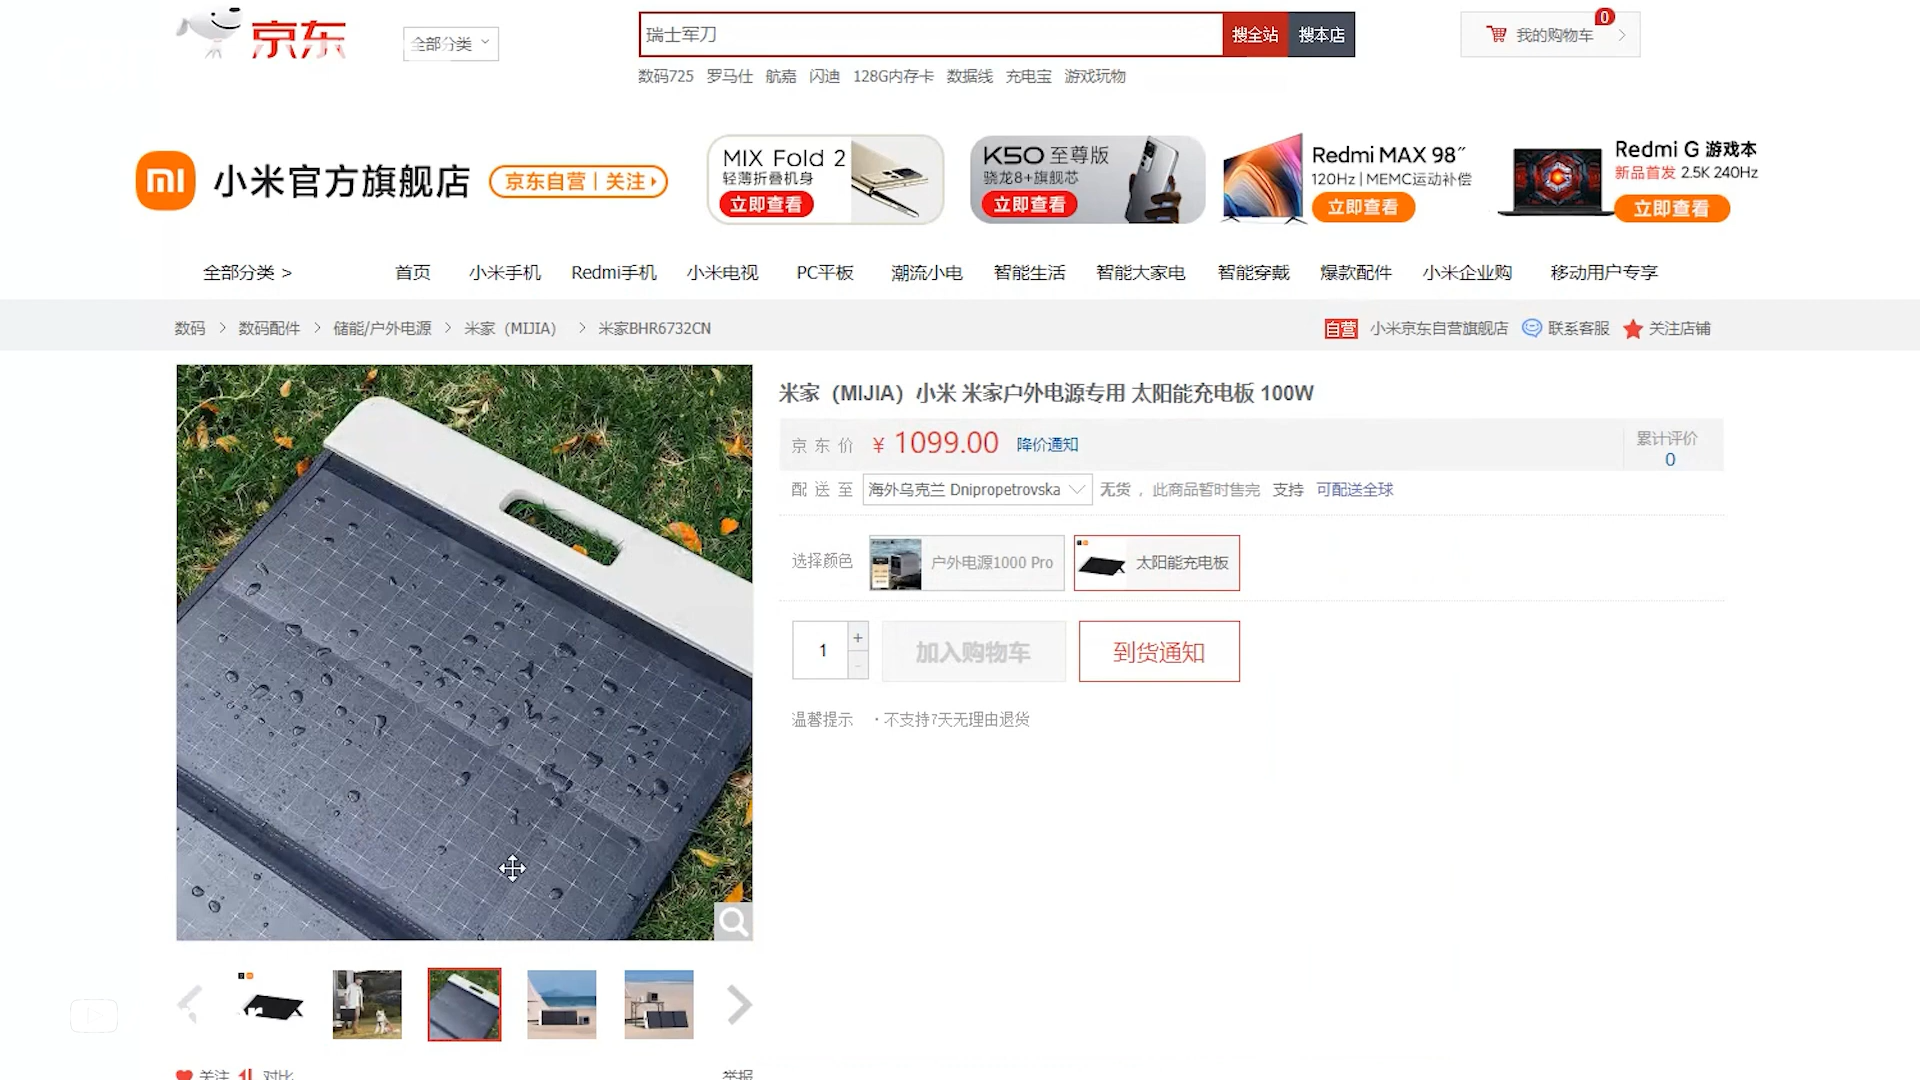 京东
全部分类
瑞士军刀
搜全站
搜本店
0
我的购物车
数码725 罗马仕 航嘉 闪迪 128G内存卡 数据线 充电宝 游戏玩物
小米官方旗舰店
京东自营 | 关注
MIX Fold 2
轻薄折叠机身
立即查看
K50 至尊版
骁龙8+旗舰芯
立即查看
Redmi MAX 98″
120Hz | MEMC运动补偿
立即查看
Redmi G 游戏本
新品首发 2.5K 240Hz
立即查看
全部分类 > 首页 小米手机 Redmi手机 小米电视 PC平板 潮流小电 智能生活 智能大家电 智能穿戴 爆款配件 小米企业购 移动用户专享
数码 > 数码配件 > 储能/户外电源 > 米家（MIJIA） > 米家BHR6732CN
自营 小米京东自营旗舰店 联系客服 关注店铺
米家（MIJIA）小米 米家户外电源专用 太阳能充电板 100W
京东价 ¥ 1099.00 降价通知
累计评价
0
配送至 海外乌克兰 Dnipropetrovska 无货，此商品暂时售完 支持 可配送全球
选择颜色 户外电源1000 Pro 太阳能充电板
1 + -
加入购物车
到货通知
温馨提示 ·不支持7天无理由退货
关注 对比 举报